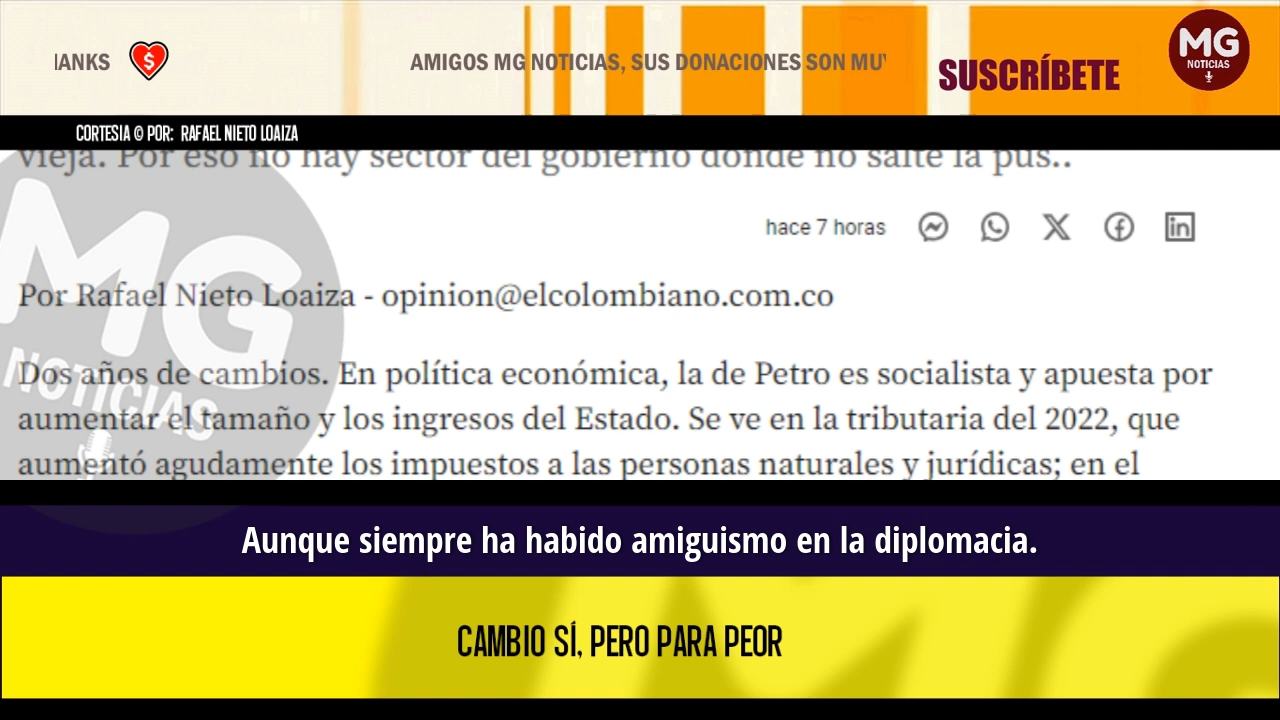 IANKS
AMIGOS MG NOTICIAS, SUS DONACIONES SON MU
SUSCRÍBETE
MG
NOTICIAS
CORTESIA © POR: RAFAEL NIETO LOAIZA
vieja. Por eso no hay sector del gobierno donde no salte la pus..
hace 7 horas
Por Rafael Nieto Loaiza - opinion@elcolombiano.com.co
Dos años de cambios. En política económica, la de Petro es socialista y apuesta por
aumentar el tamaño y los ingresos del Estado. Se ve en la tributaria del 2022, que
aumentó agudamente los impuestos a las personas naturales y jurídicas; en el
MG
NOTICIAS
Aunque siempre ha habido amiguismo en la diplomacia.
CAMBIO SÍ, PERO PARA PEOR